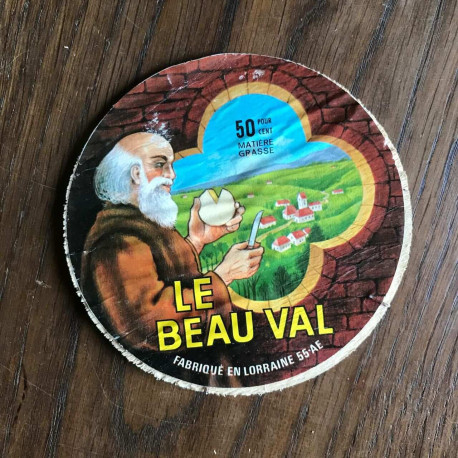 50 POUR
CENT
MATIÈRE
GRASSE
LE
BEAU VAL
FABRIQUÉ EN LORRAINE 55·AE